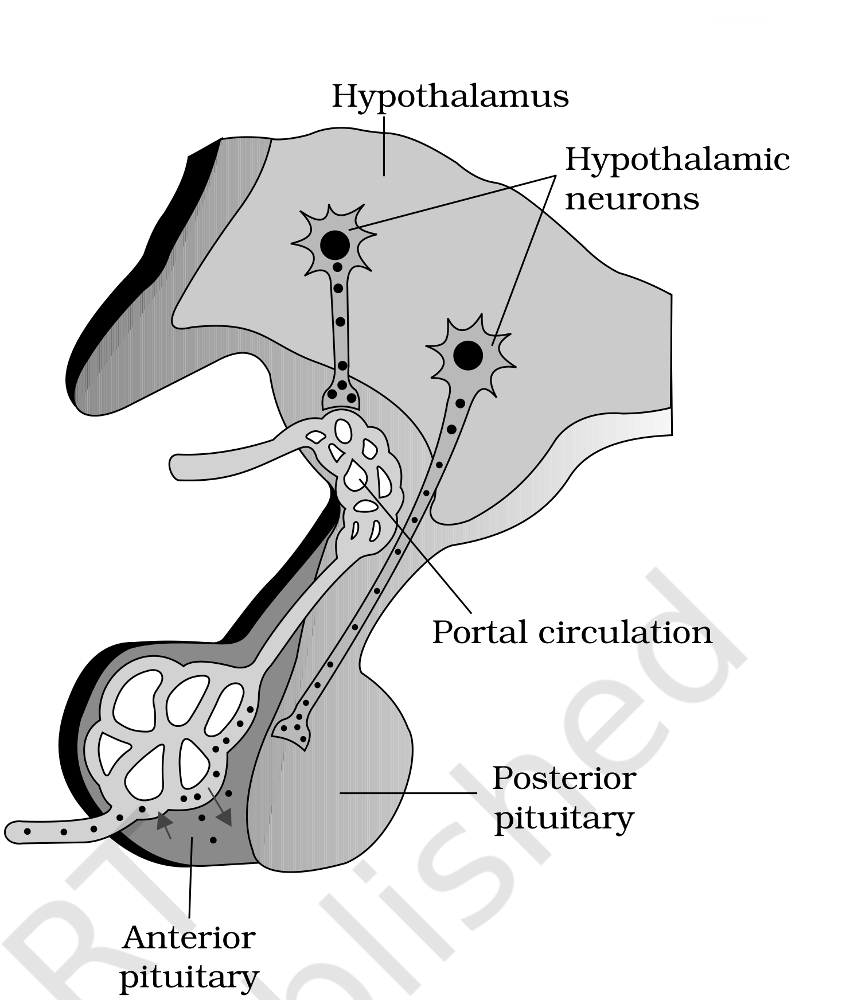 Hypothalamus
Hypothalamic
neurons
Portal circulation
Posterior
pituitary
Anterior
pituitary